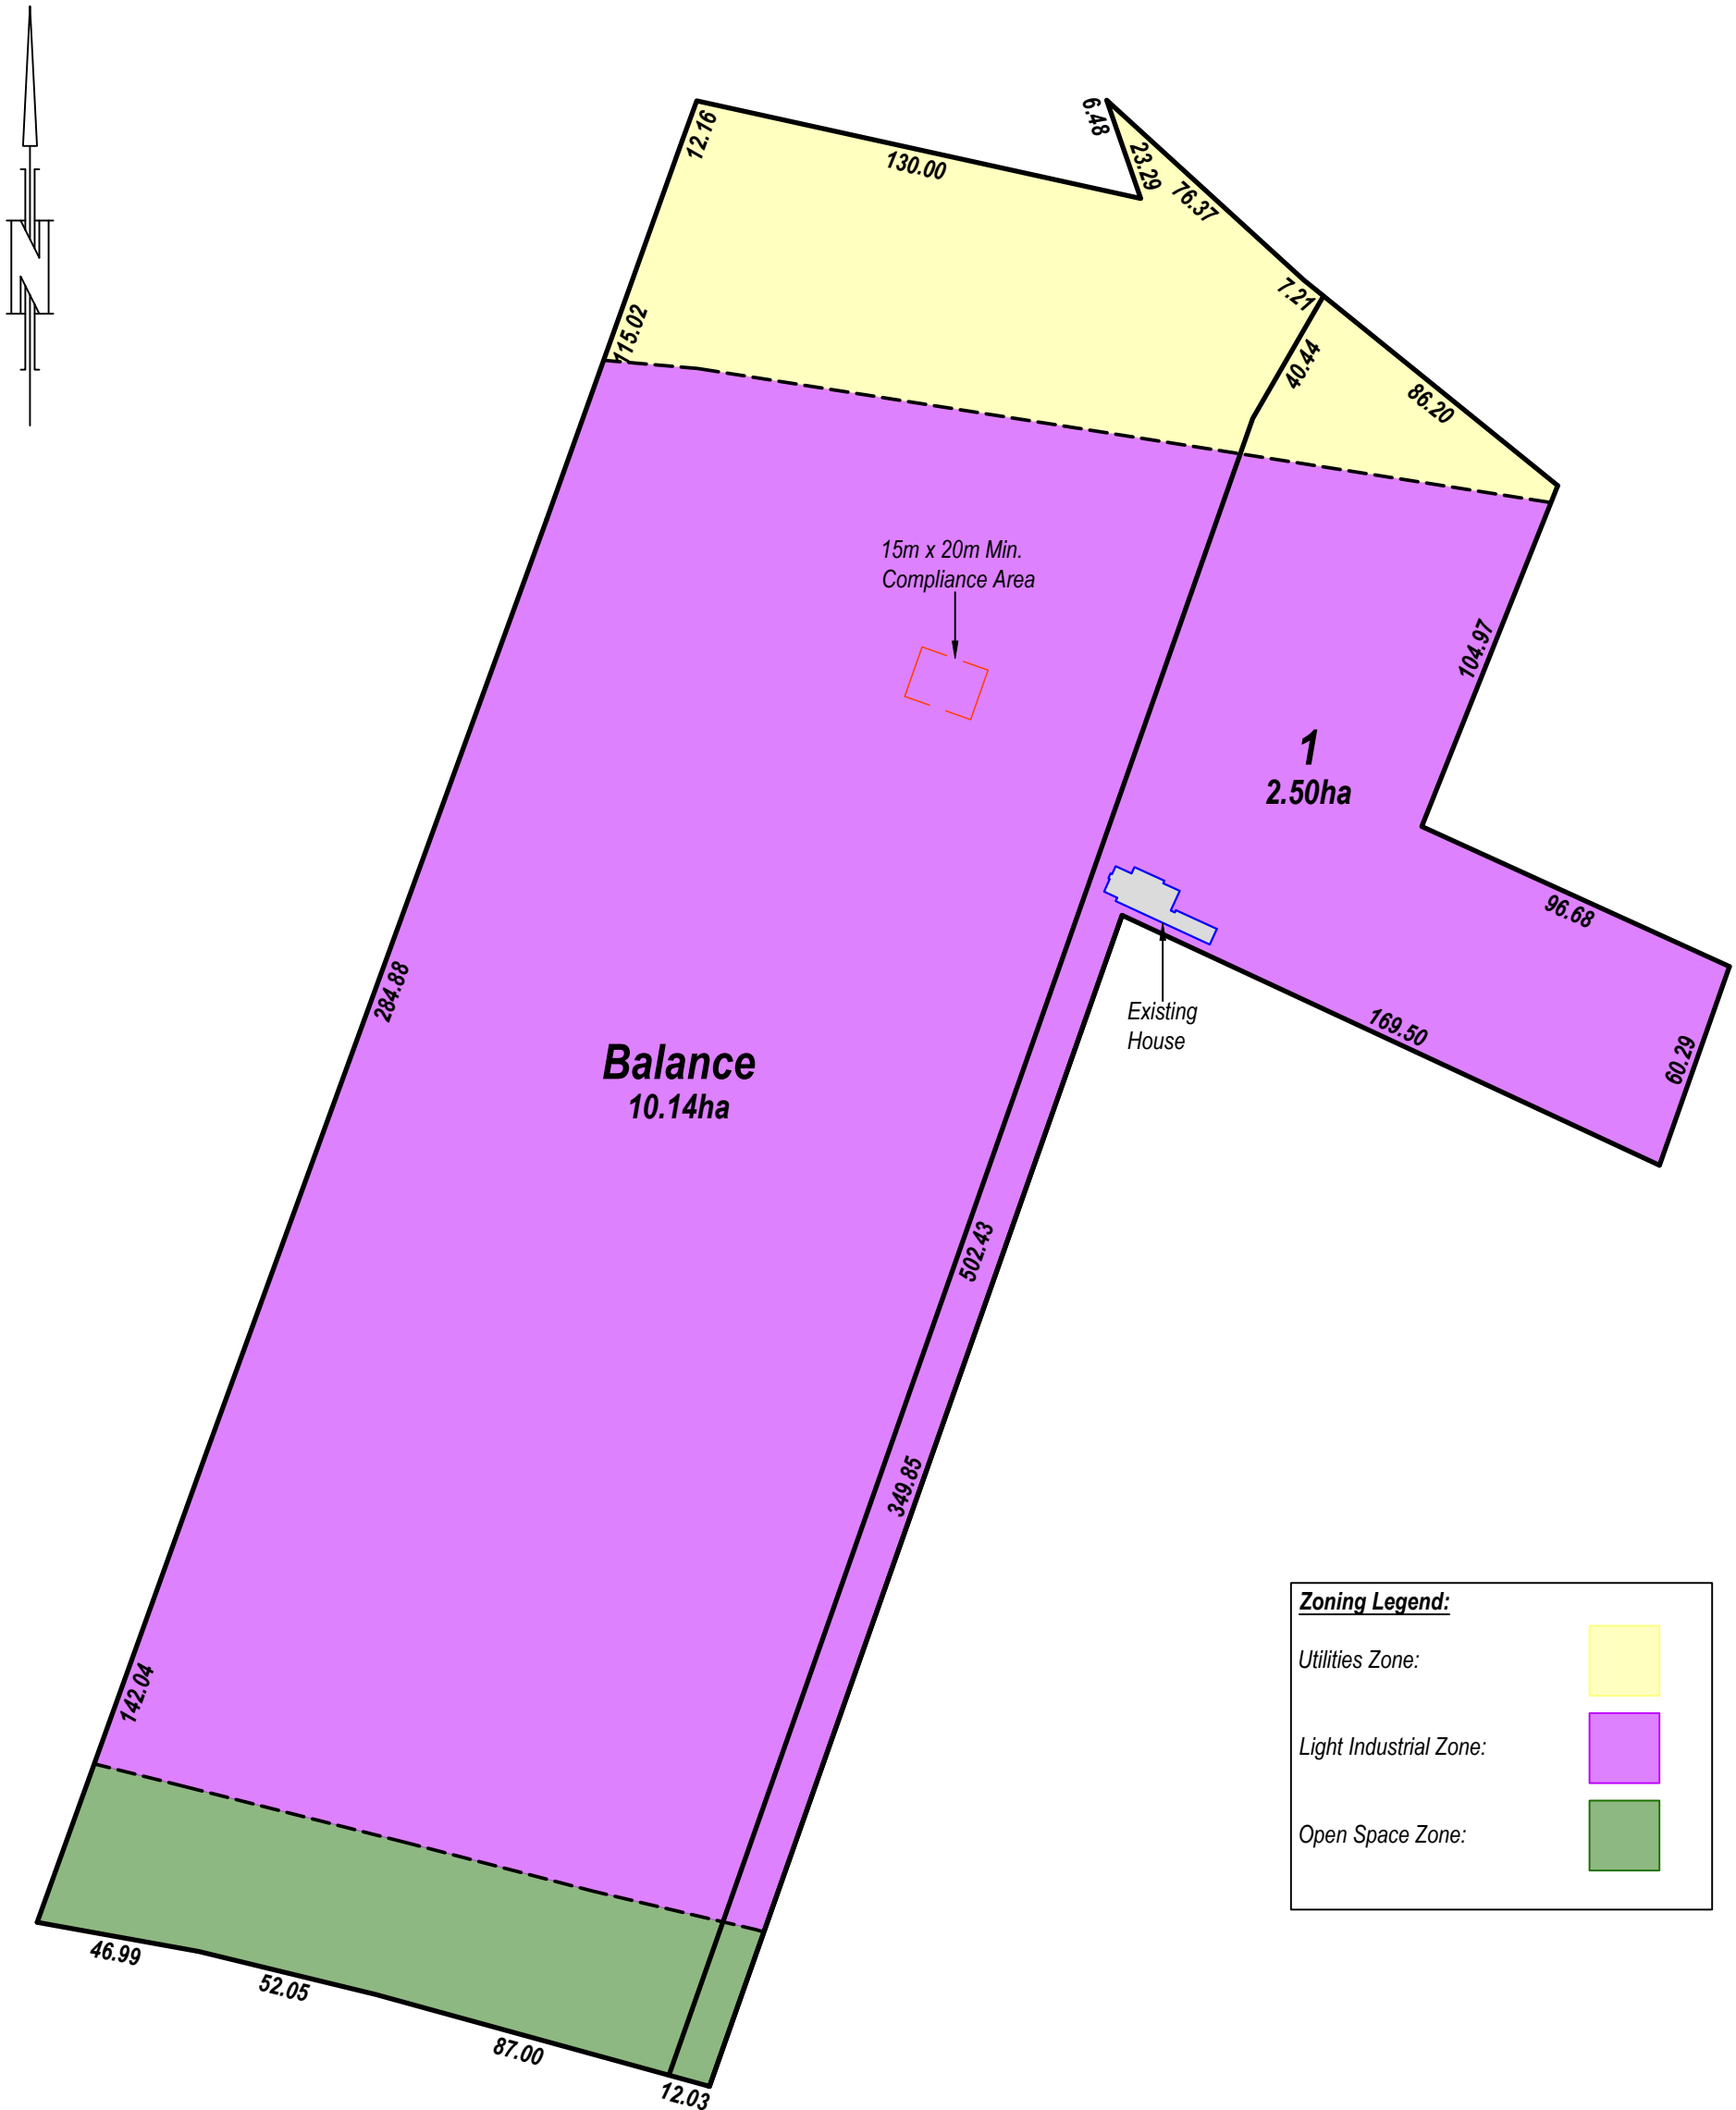 N
12.16
130.00
6.48
23.29
76.37
7.21
115.02
40.44
86.20
15m x 20m Min.
Compliance Area
104.97
1
2.50ha
96.68
284.88
Existing
House
169.50
60.29
Balance
10.14ha
502.43
349.85
142.04
46.99
52.05
87.00
12.03
Zoning Legend:
Utilities Zone:
Light Industrial Zone:
Open Space Zone: